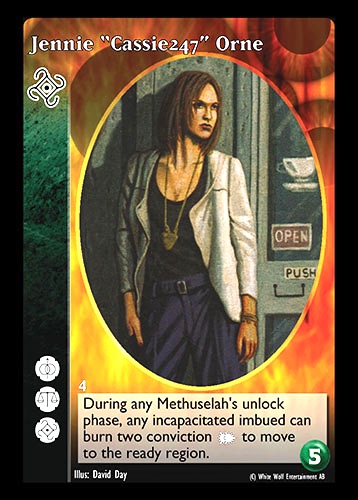 Jennie "Cassie247" Orne
OPEN
PUSH
4
During any Methuselah's unlock
phase, any incapacitated imbued can
burn two conviction to move
to the ready region.
5
Illus: David Day
(C) White Wolf Entertainment AB